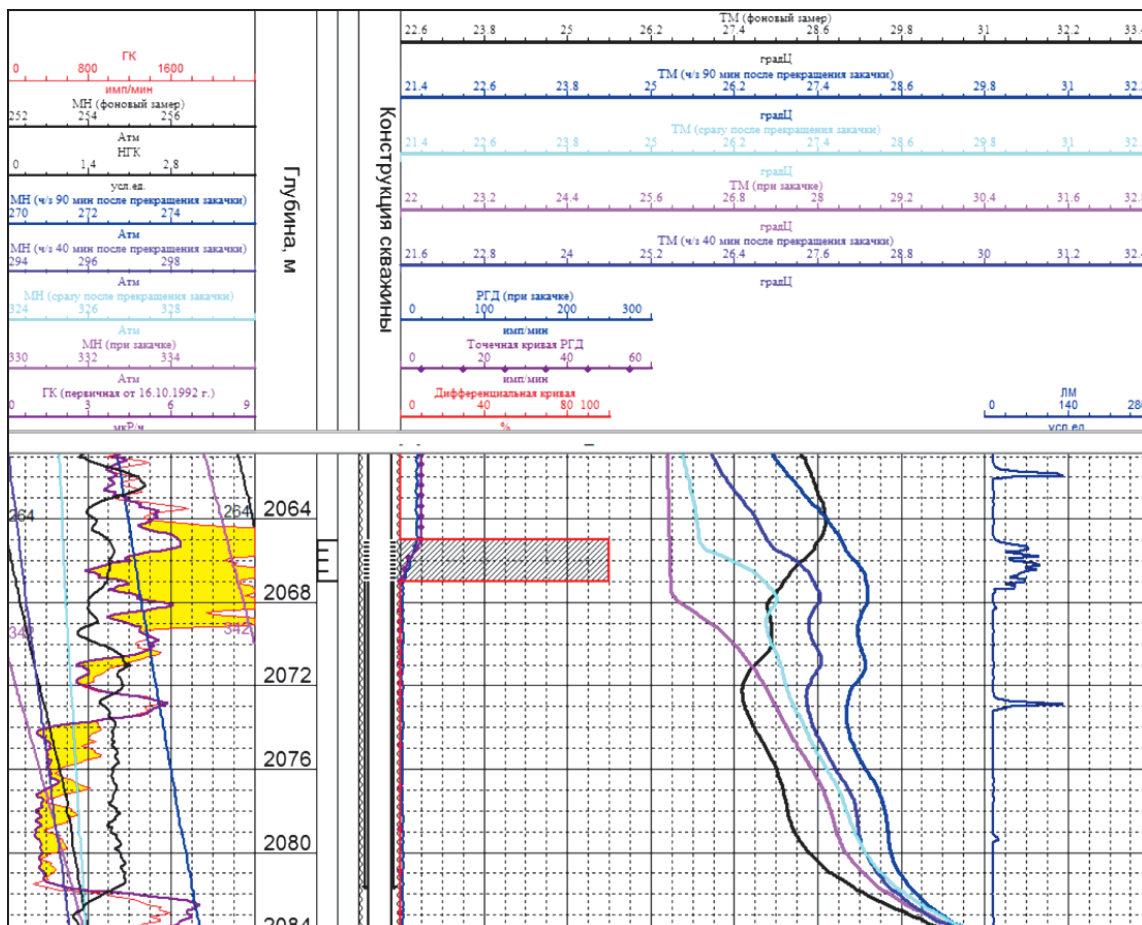 ГК
0 800 1600
имп/мин
МН (фоновый замер)
252 254 256
Атм
НГК
0 1,4 2,8
усл.ед.
МН (ч/з 90 мин после прекращения закачки)
270 272 274
Атм
МН (ч/з 40 мин после прекращения закачки)
294 296 298
Атм
МН (сразу после прекращения закачки)
324 326 328
Атм
МН (при закачке)
330 332 334
Атм
ГК (первичная от 16.10.1992 г.)
0 3 6 9
мкР/ч
Глубина, м
Конструкция скважины
ТМ (фоновый замер)
22.6 23.8 25 26.2 27.4 28.6 29.8 31 32.2 33.4
градЦ
ТМ (ч/з 90 мин после прекращения закачки)
21.4 22.6 23.8 25 26.2 27.4 28.6 29.8 31
градЦ
ТМ (сразу после прекращения закачки)
21.4 22.6 23.8 25 26.2 27.4 28.6 29.8 31
градЦ
ТМ (при закачке)
22 23.2 24.4 25.6 26.8 28 29.2 30.4 31.6
градЦ
ТМ (ч/з 40 мин после прекращения закачки)
21.6 22.8 24 25.2 26.4 27.6 28.8 30 31.2
градЦ
РГД (при закачке)
0 100 200 300
имп/мин
Точечная кривая РГД
0 20 40 60
имп/мин
Дифференциальная кривая
0 40 80 100
%
ЛМ
0 140 280
усл.ед
264 264 2064
2068
342 342
2072
2076
2080
2084